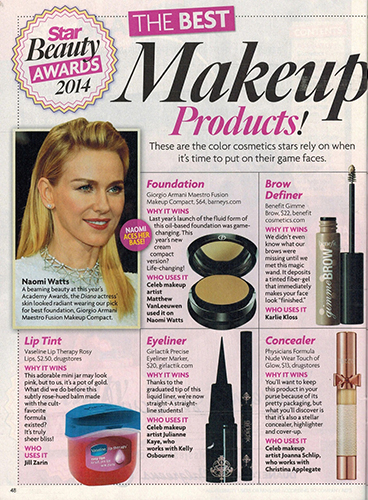 Star
Beauty
AWARDS
2014
THE BEST
Makeup
Products!
These are the color cosmetics stars rely on when
it's time to put on their game faces.
NAOMI
ACES HER
BASE!
Naomi Watts
A beaming beauty at this year's
Academy Awards, the Diana actress'
skin looked radiant wearing our pick
for best foundation, Giorgio Armani
Maestro Fusion Makeup Compact.
Foundation
Giorgio Armani Maestro Fusion
Makeup Compact, $64, barneys.com
WHY IT WINS
Last year's launch of the fluid form of
this oil-based foundation was game-
changing. This
year's new
cream
compact
version?
Life-changing!
WHO USES IT
Celeb makeup
artist
Matthew
VanLeeuwen
used it on
Naomi Watts
Brow
Definer
Benefit Gimme
Brow, $22, benefit
cosmetics.com
WHY IT WINS
We didn't even
know what our
brows were
missing until we
met this magic
wand. It deposits
a tinted fiber-gel
that immediately
makes your face
look "finished."
WHO USES IT
Karlie Kloss
gimme BROW
Lip Tint
Vaseline Lip Therapy Rosy
Lips, $2.50, drugstores
WHY IT WINS
This adorable mini jar may look
pink, but to us, it's a pot of gold.
What did we do before this
subtly rose-hued balm made
with the cult-
favorite
formula
existed?
It's truly
sheer bliss!
WHO
USES IT
Jill Zarin
Vaseline
Eyeliner
Girlactik Precise
Eyeliner Marker,
$20, girlactik.com
WHY IT WINS
Thanks to the
graduated tip of this
liquid liner, we're now
straight-A straight-
line students!
WHO USES IT
Celeb makeup
artist Julianne
Kaye, who
works with Kelly
Osbourne
Concealer
Physicians Formula
Nude Wear Touch of
Glow, $13, drugstores
WHY IT WINS
You'll want to keep
this product in your
purse because of its
pretty packaging, but
what you'll discover is
that it's also a stellar
concealer, highlighter
and cover-up.
WHO USES IT
Celeb makeup
artist Joanna Schlip,
who works with
Christina Applegate
48